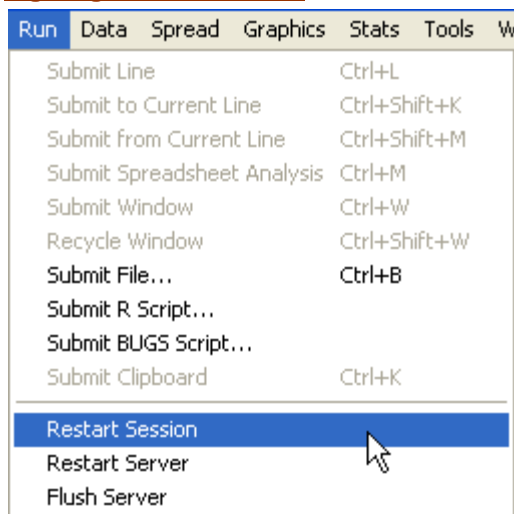 Run Data Spread Graphics Stats Tools W
Submit Line Ctrl+L
Submit to Current Line Ctrl+Shift+K
Submit from Current Line Ctrl+Shift+M
Submit Spreadsheet Analysis Ctrl+M
Submit Window Ctrl+W
Recycle Window Ctrl+Shift+W
Submit File... Ctrl+B
Submit R Script...
Submit BUGS Script...
Submit Clipboard Ctrl+K
Restart Session
Restart Server
Flush Server